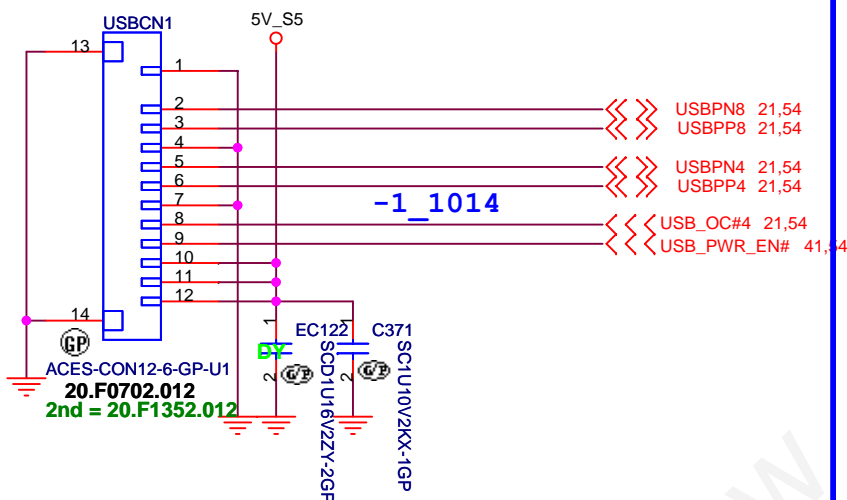 USBCN1
5V_S5
13
1
2
USBPN8 21,54
3
USBPP8 21,54
4
5
USBPN4 21,54
6
USBPP4 21,54
7
-1_1014
8
USB_OC#4 21,54
9
USB_PWR_EN# 41,54
10
11
12
14
1
1
EC122
C371
GP
DY
2
G/P
2
G/P
ACES-CON12-6-GP-U1
20.F0702.012
2nd = 20.F1352.012
SCD1U16V2ZY-2GP
SC1U10V2KX-1GP
W